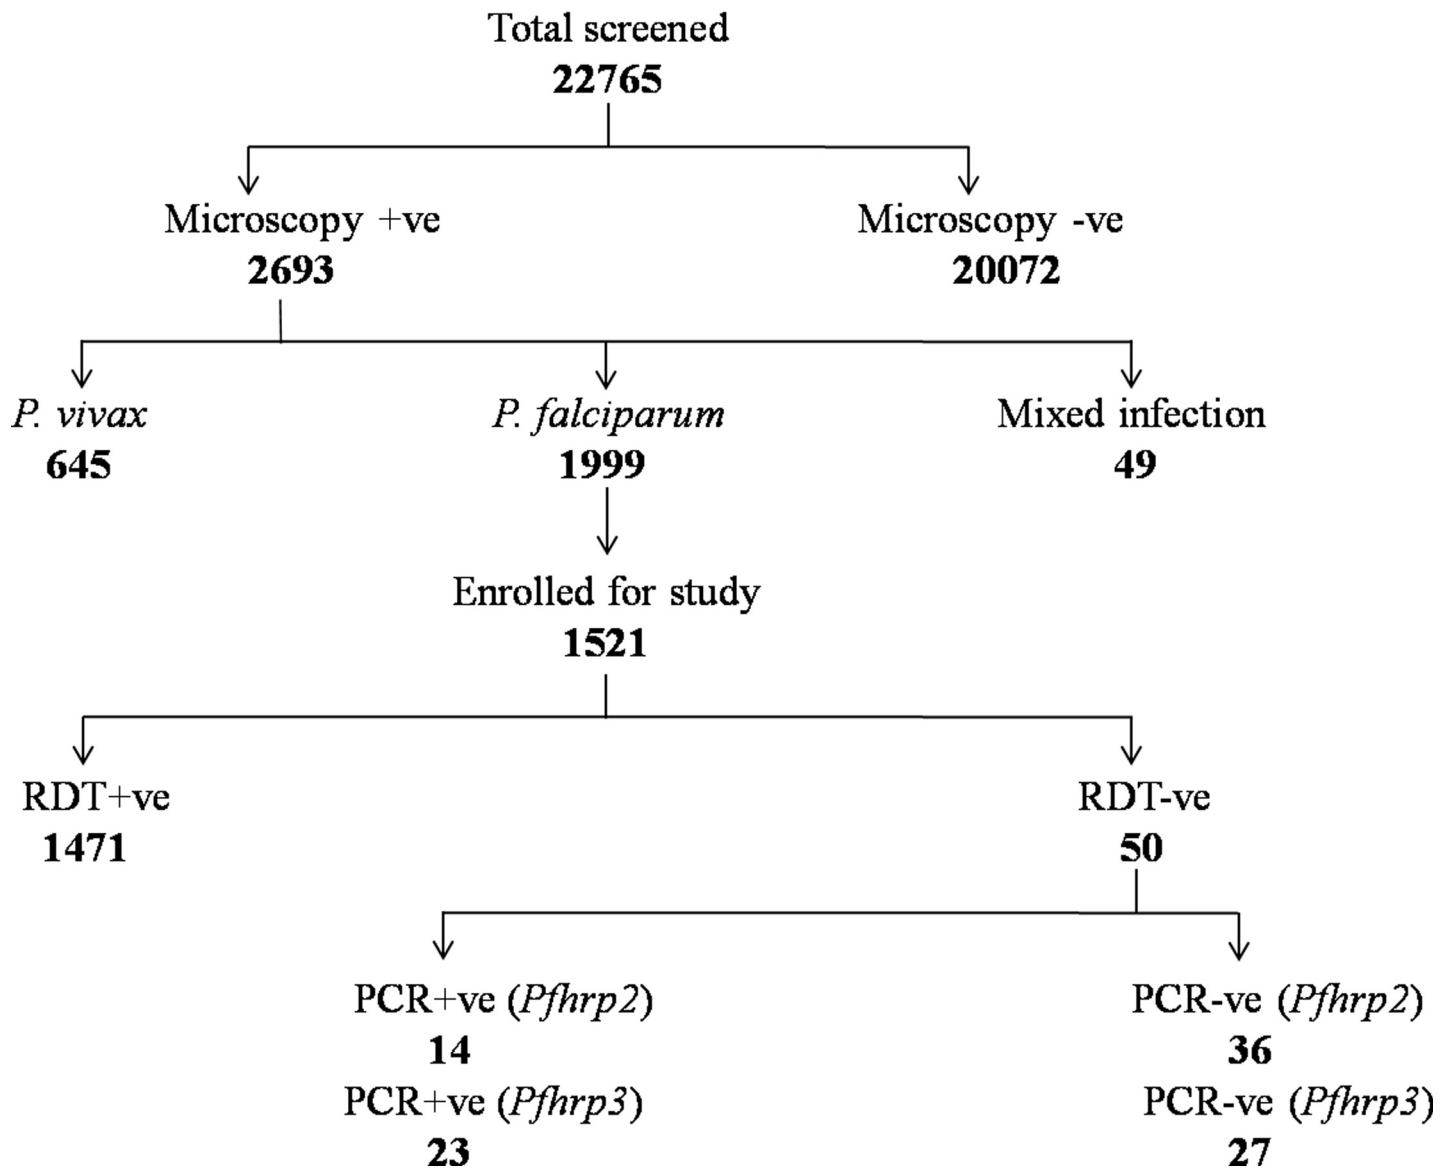 Total screened
22765
Microscopy +ve
2693
Microscopy -ve
20072
P. vivax
645
P. falciparum
1999
Mixed infection
49
Enrolled for study
1521
RDT+ve
1471
RDT-ve
50
PCR+ve (Pfhrp2)
14
PCR+ve (Pfhrp3)
23
PCR-ve (Pfhrp2)
36
PCR-ve (Pfhrp3)
27